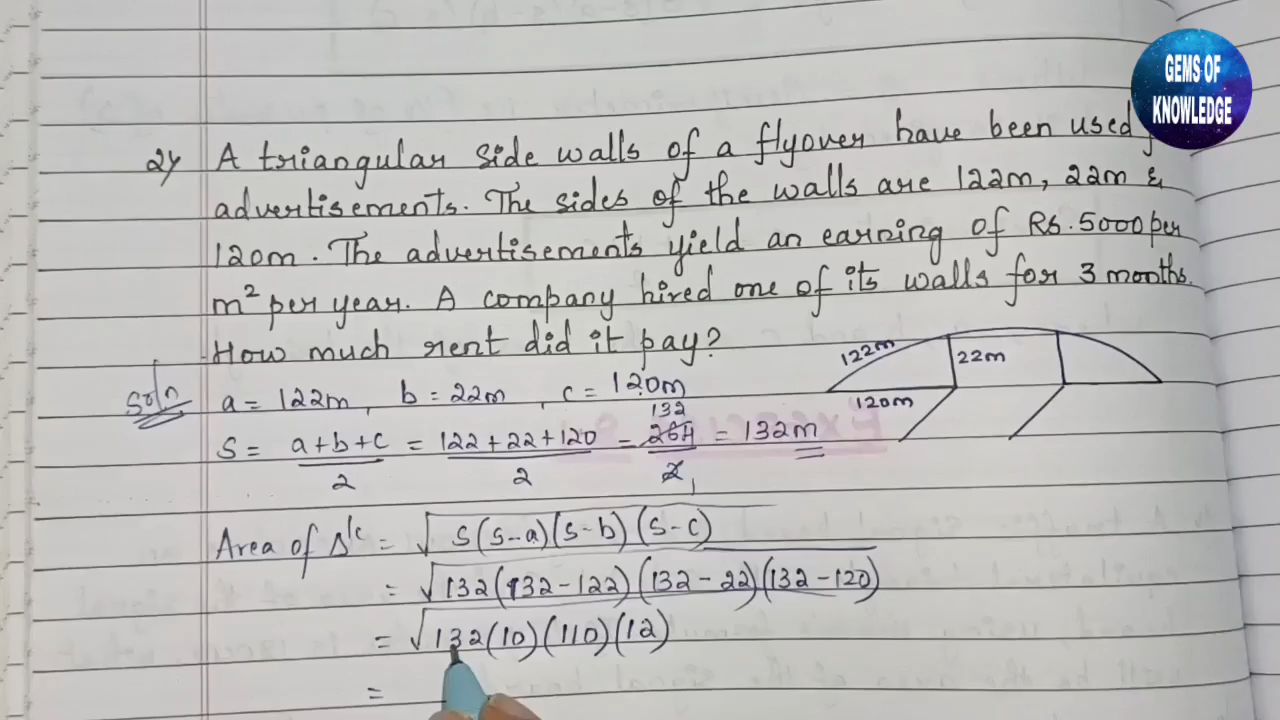 GEMS OF
KNOWLEDGE
2) A triangular side walls of a flyover have been used
advertisements. The sides of the walls are 122m, 22m &
120m. The advertisements yield an earning of Rs. 5000 per
m² per year. A company hired one of its walls for 3 months.
How much rent did it pay?
122m
22m
120m
Soln
a = 122m, b = 22m, c = 120m
S = a+b+c/2 = 122+22+120/2 = 264/2 = 132m
132
1
Area of Δle = √S(S-a)(S-b)(S-c)
= √132(132-122)(132-22)(132-120)
= √132(10)(110)(12)
=